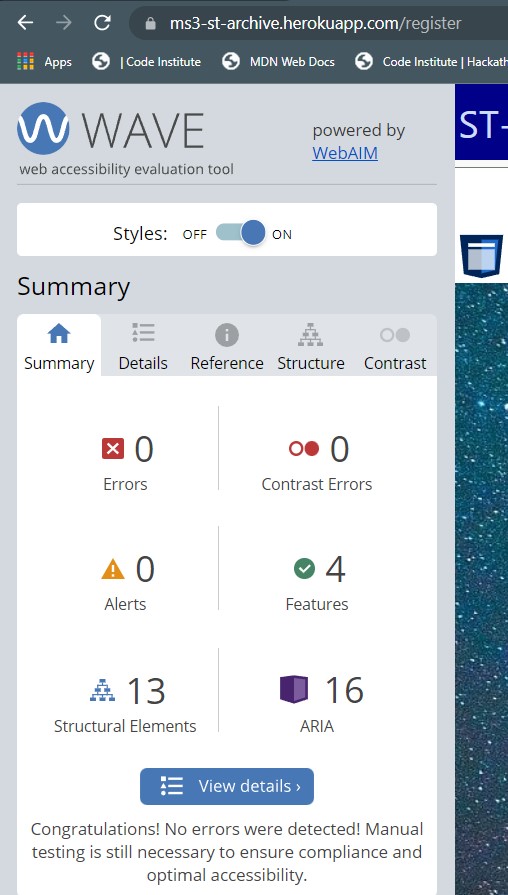 ms3-st-archive.herokuapp.com/register
Apps | Code Institute MDN Web Docs Code Institute | Hackath
WAVE
web accessibility evaluation tool
powered by
WebAIM
ST-
Styles: OFF ON
Summary
Summary Details Reference Structure Contrast
0 0
Errors Contrast Errors
0 4
Alerts Features
13 16
Structural Elements ARIA
View details ›
Congratulations! No errors were detected! Manual
testing is still necessary to ensure compliance and
optimal accessibility.